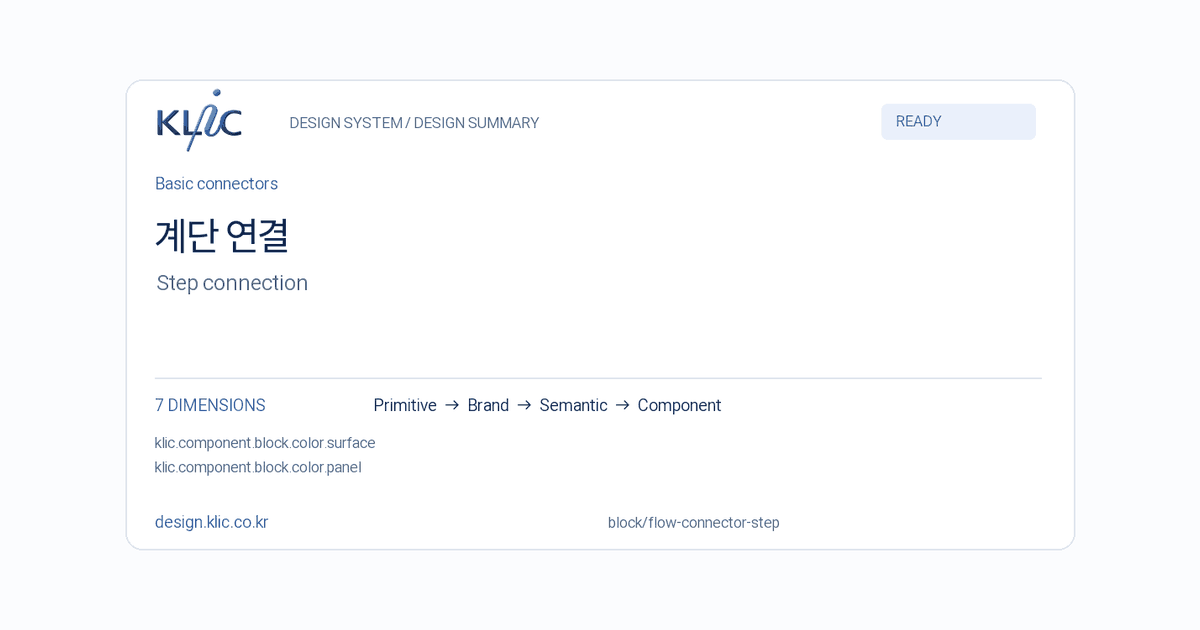 KLiC
DESIGN SYSTEM / DESIGN SUMMARY
READY
Basic connectors
계단 연결
Step connection
7 DIMENSIONS
Primitive → Brand → Semantic → Component
klic.component.block.color.surface
klic.component.block.color.panel
design.klic.co.kr
block/flow-connector-step